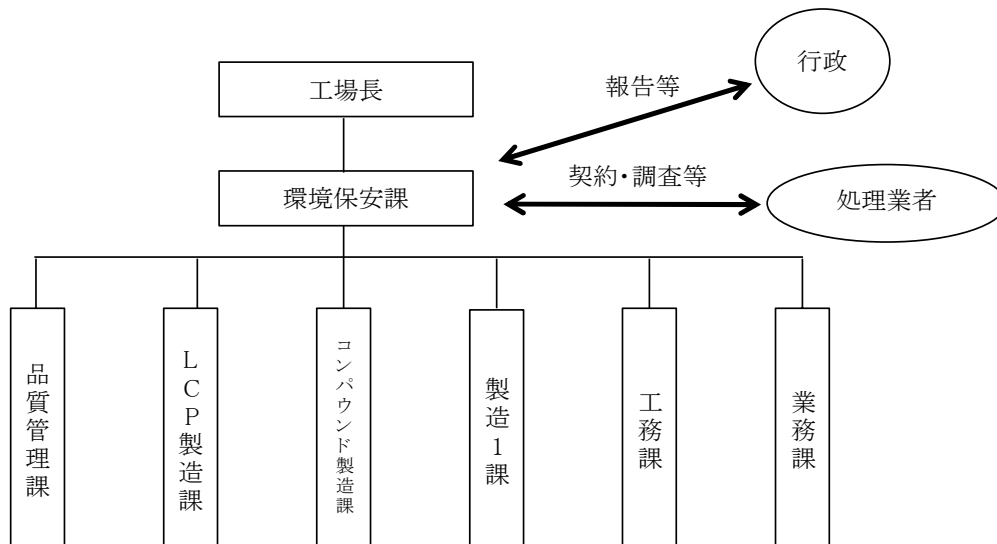 行政
報告等
工場長
契約・調査等
環境保安課
処理業者
品質管理課
LCP製造課
コンパウンド製造課
製造1課
工務課
業務課